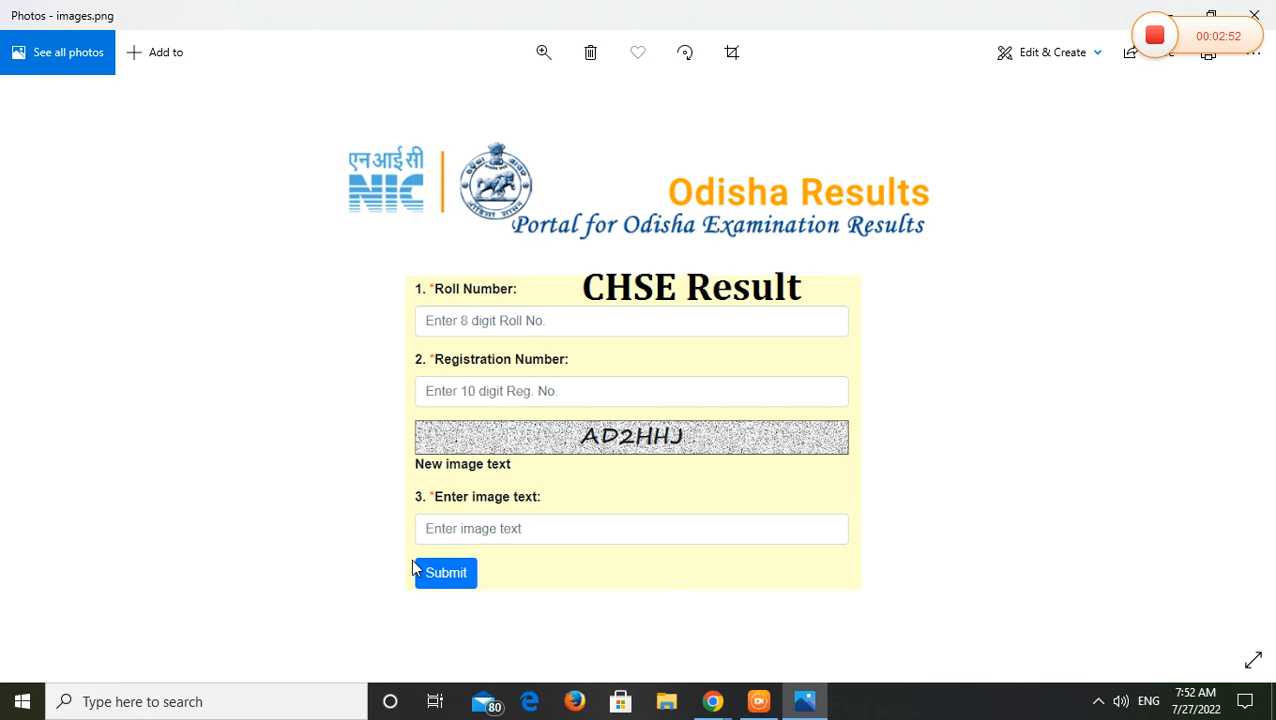 Photos - images.png
See all photos
Add to
Edit & Create
00:02:52
एन आई सी
NIC
Odisha Results
Portal for Odisha Examination Results
CHSE Result
1. *Roll Number:
Enter 8 digit Roll No.
2. *Registration Number:
Enter 10 digit Reg. No.
AD2HHJ
New image text
3. *Enter image text:
Enter image text
Submit
Type here to search
80
ENG
7:52 AM
7/27/2022